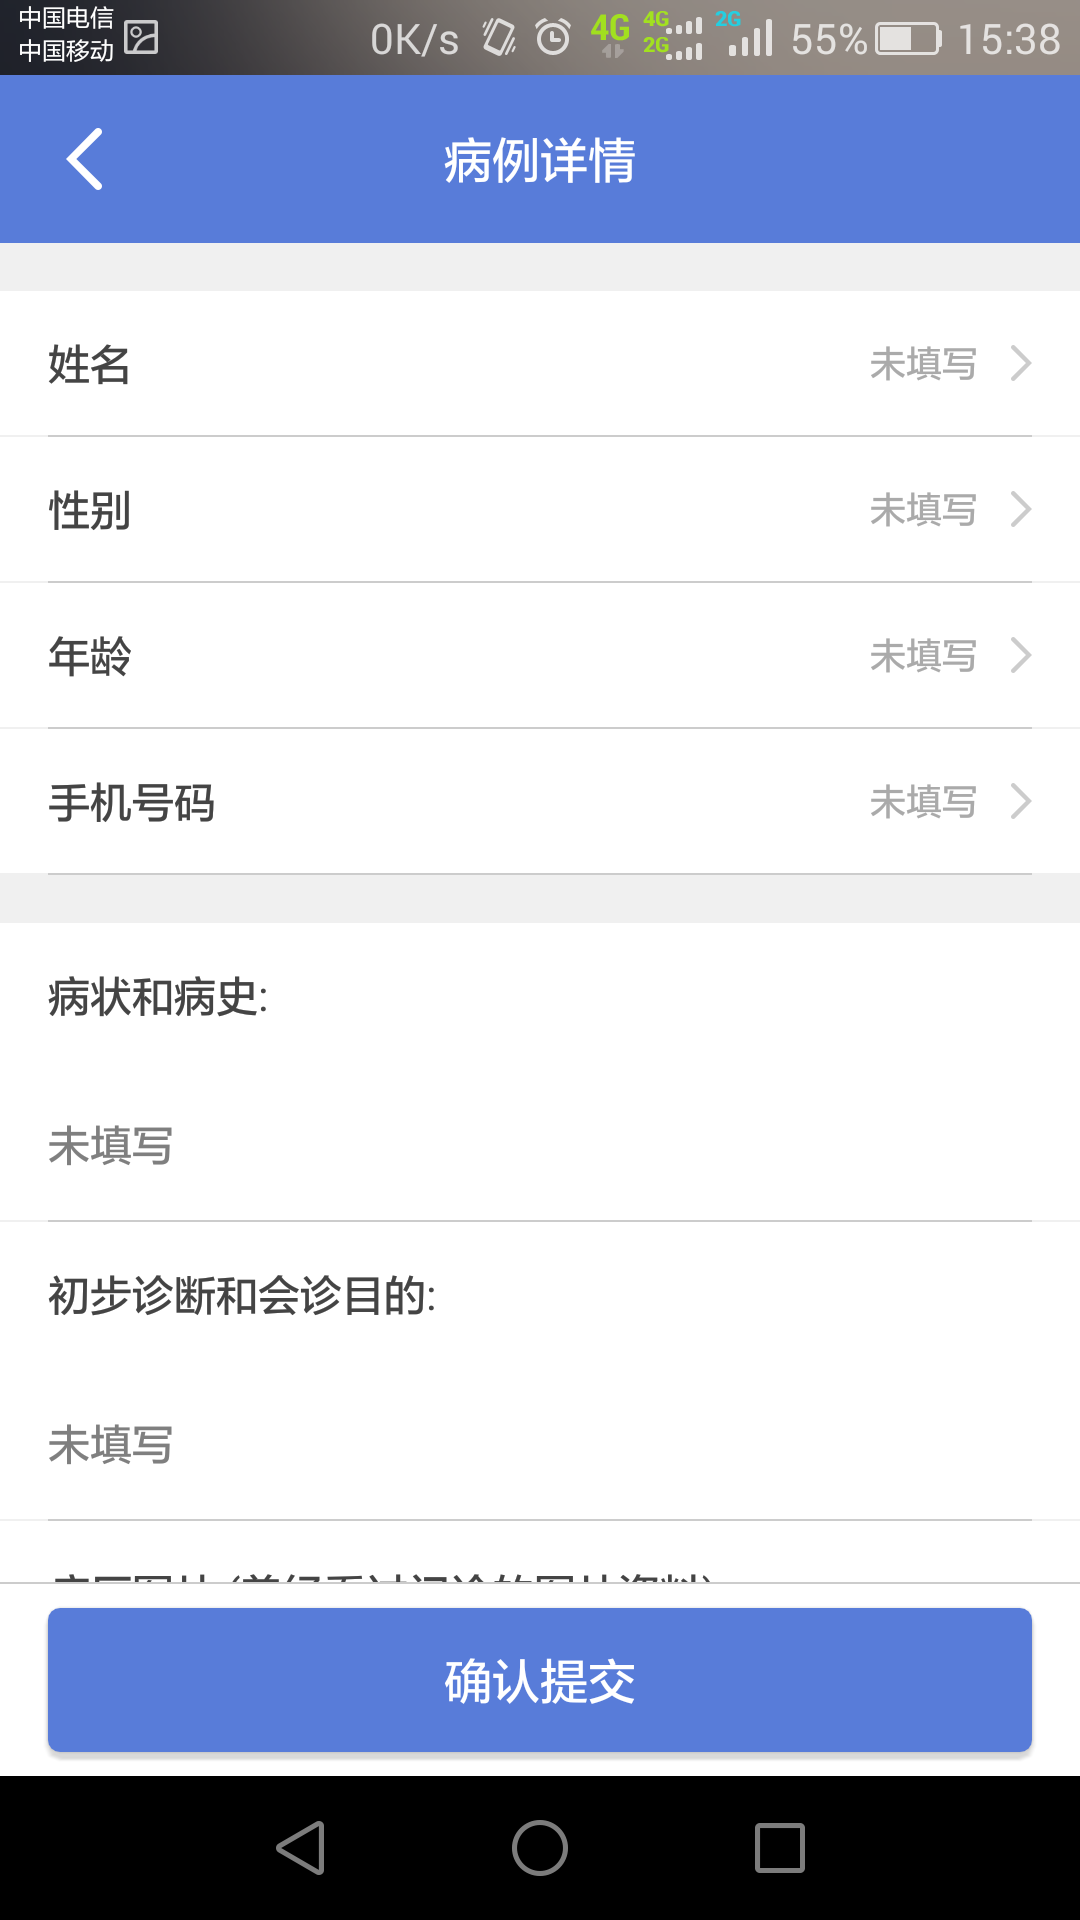 中国电信
中国移动
0K/s 4G 4G 2G 2G 55% 15:38
病例详情
姓名 未填写
性别 未填写
年龄 未填写
手机号码 未填写
病状和病史:
未填写
初步诊断和会诊目的:
未填写
确认提交